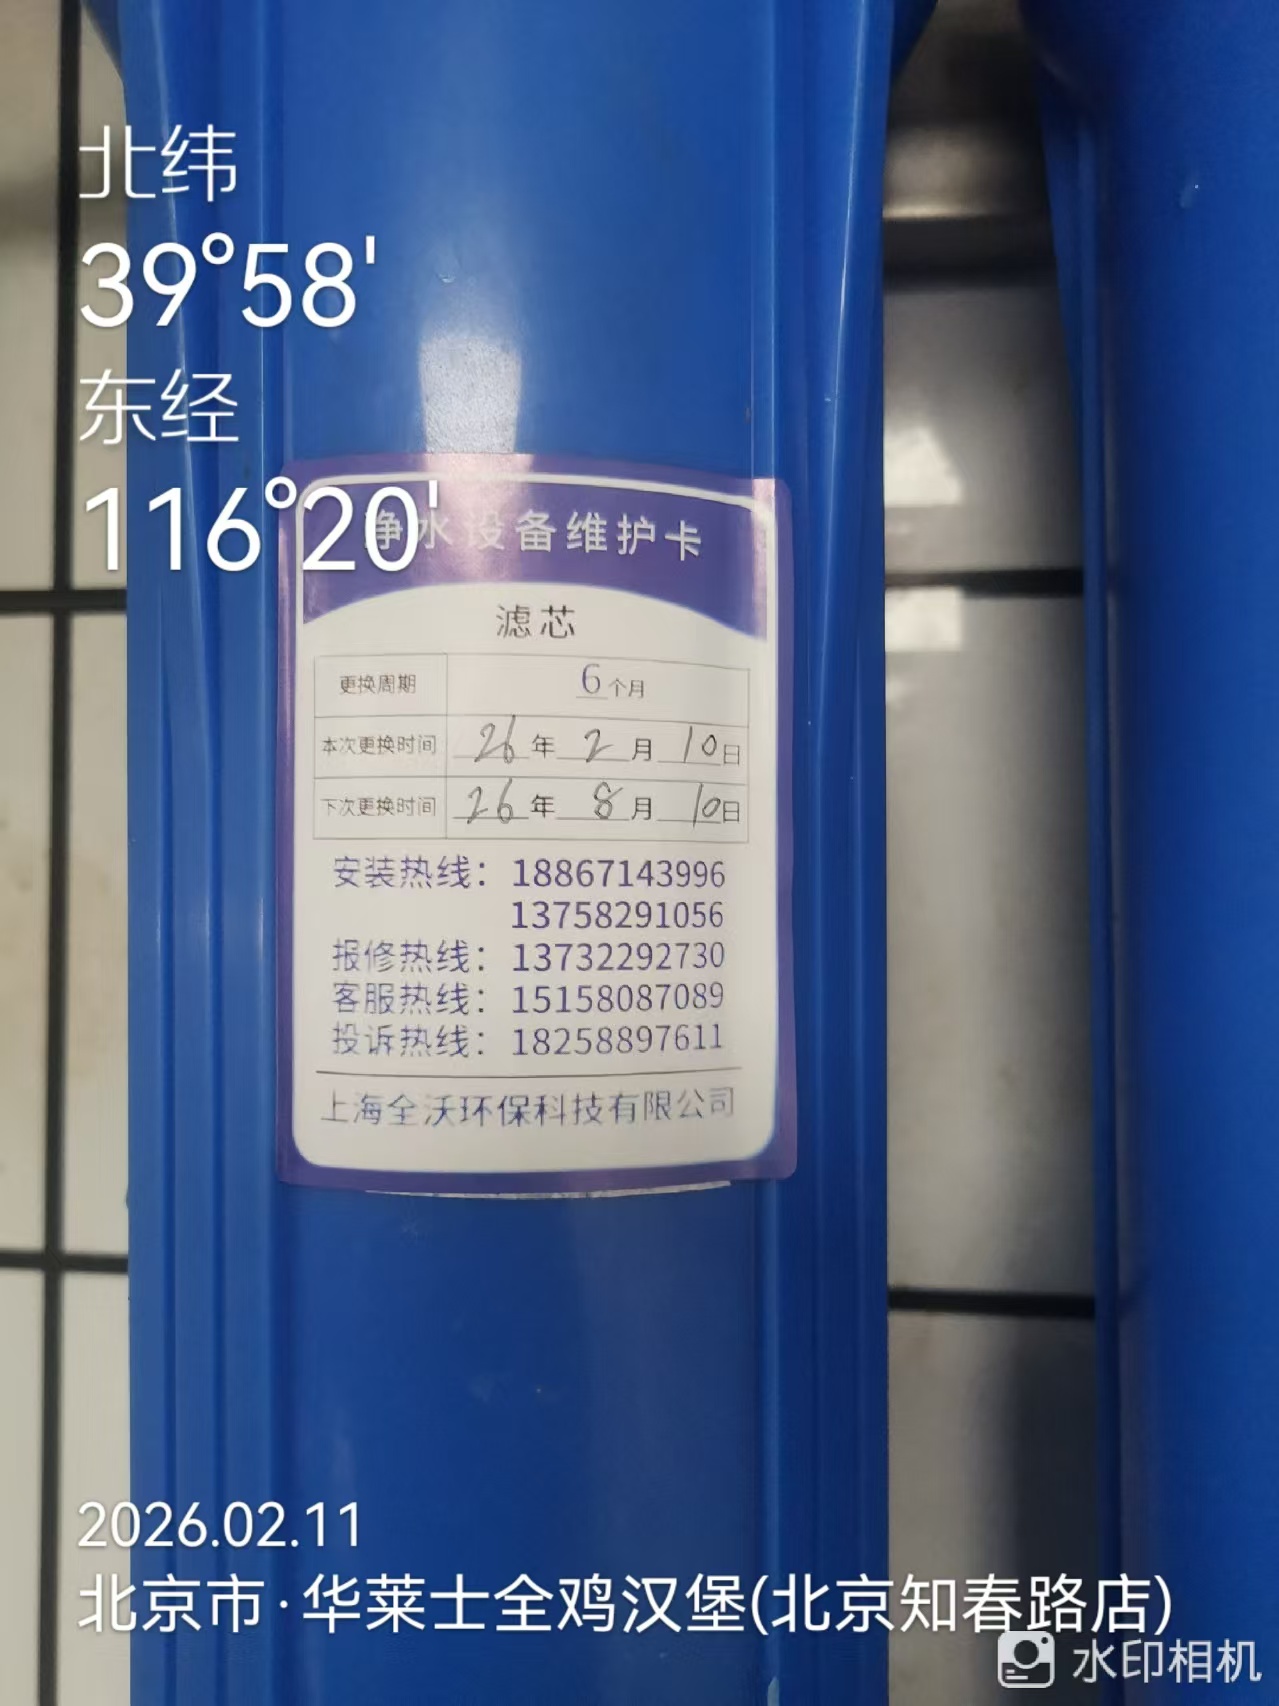 北纬
39°58'
东经
116°20'
净水设备维护卡
滤芯
更换周期 6个月
本次更换时间 26年2月10日
下次更换时间 26年8月10日
安装热线：18867143996
13758291056
报修热线：13732292730
客服热线：15158087089
投诉热线：18258897611
上海全沃环保科技有限公司
2026.02.11
北京市·华莱士全鸡汉堡(北京知春路店)
水印相机